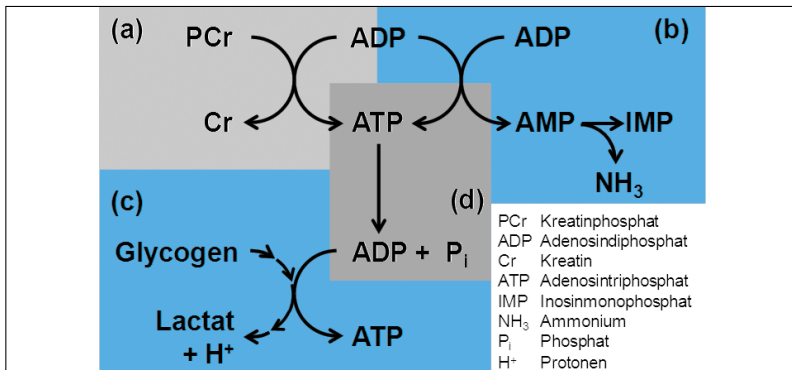 (a) PCr ADP ADP (b)
Cr ATP AMP IMP
NH₃
(c) (d)
Glycogen ADP + Pᵢ
Lactat ATP
+ H⁺
PCr Kreatinphosphat
ADP Adenosindiphosphat
Cr Kreatin
ATP Adenosintriphosphat
IMP Inosinmonophosphat
NH₃ Ammonium
Pᵢ Phosphat
H⁺ Protonen